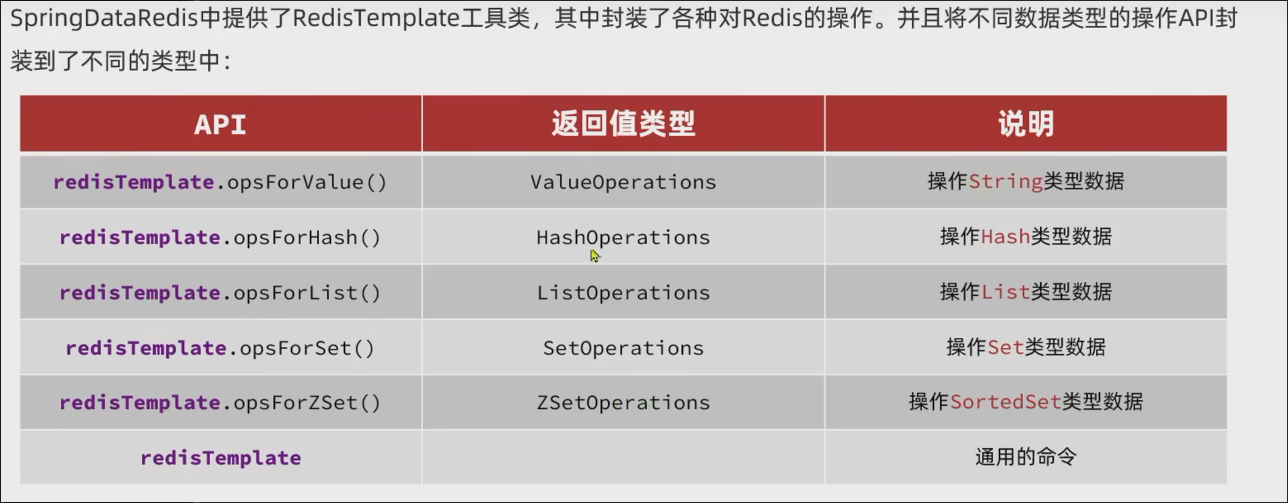 SpringDataRedis中提供了RedisTemplate工具类，其中封装了各种对Redis的操作。并且将不同数据类型的操作API封
装到了不同的类型中：
API 返回值类型 说明
redisTemplate.opsForValue() ValueOperations 操作String类型数据
redisTemplate.opsForHash() HashOperations 操作Hash类型数据
redisTemplate.opsForList() ListOperations 操作List类型数据
redisTemplate.opsForSet() SetOperations 操作Set类型数据
redisTemplate.opsForZSet() ZSetOperations 操作SortedSet类型数据
redisTemplate 通用的命令